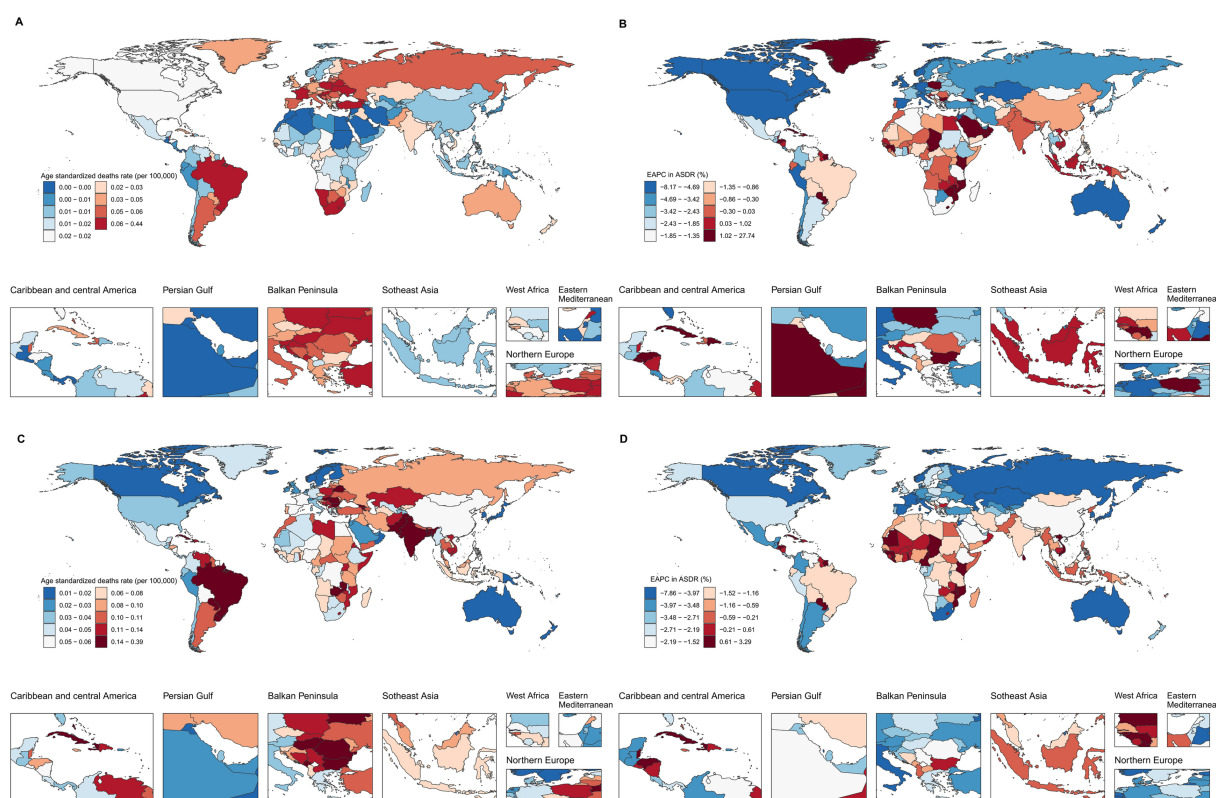 A
Age standardized deaths rate (per 100,000)
0.00 − 0.00
0.00 − 0.01
0.01 − 0.01
0.01 − 0.02
0.02 − 0.02
0.02 − 0.03
0.03 − 0.05
0.05 − 0.06
0.06 − 0.44
Caribbean and central America
Persian Gulf
Balkan Peninsula
Sotheast Asia
West Africa
Eastern
Mediterranean
Northern Europe
B
EAPC in ASDR (%)
−8.17 − −4.69
−4.69 − −3.42
−3.42 − −2.43
−2.43 − −1.85
−1.85 − −1.35
−1.35 − −0.86
−0.86 − −0.30
−0.30 − 0.03
0.03 − 1.02
1.02 − 27.74
Caribbean and central America
Persian Gulf
Balkan Peninsula
Sotheast Asia
West Africa
Eastern
Mediterranean
Northern Europe
C
Age standardized deaths rate (per 100,000)
0.01 − 0.02
0.02 − 0.03
0.03 − 0.04
0.04 − 0.05
0.05 − 0.06
0.06 − 0.08
0.08 − 0.10
0.10 − 0.11
0.11 − 0.14
0.14 − 0.39
Caribbean and central America
Persian Gulf
Balkan Peninsula
Sotheast Asia
West Africa
Eastern
Mediterranean
Northern Europe
D
EAPC in ASDR (%)
−7.86 − −3.97
−3.97 − −3.48
−3.48 − −2.71
−2.71 − −2.19
−2.19 − −1.52
−1.52 − −1.16
−1.16 − −0.59
−0.59 − −0.21
−0.21 − 0.61
0.61 − 3.29
Caribbean and central America
Persian Gulf
Balkan Peninsula
Sotheast Asia
West Africa
Eastern
Mediterranean
Northern Europe